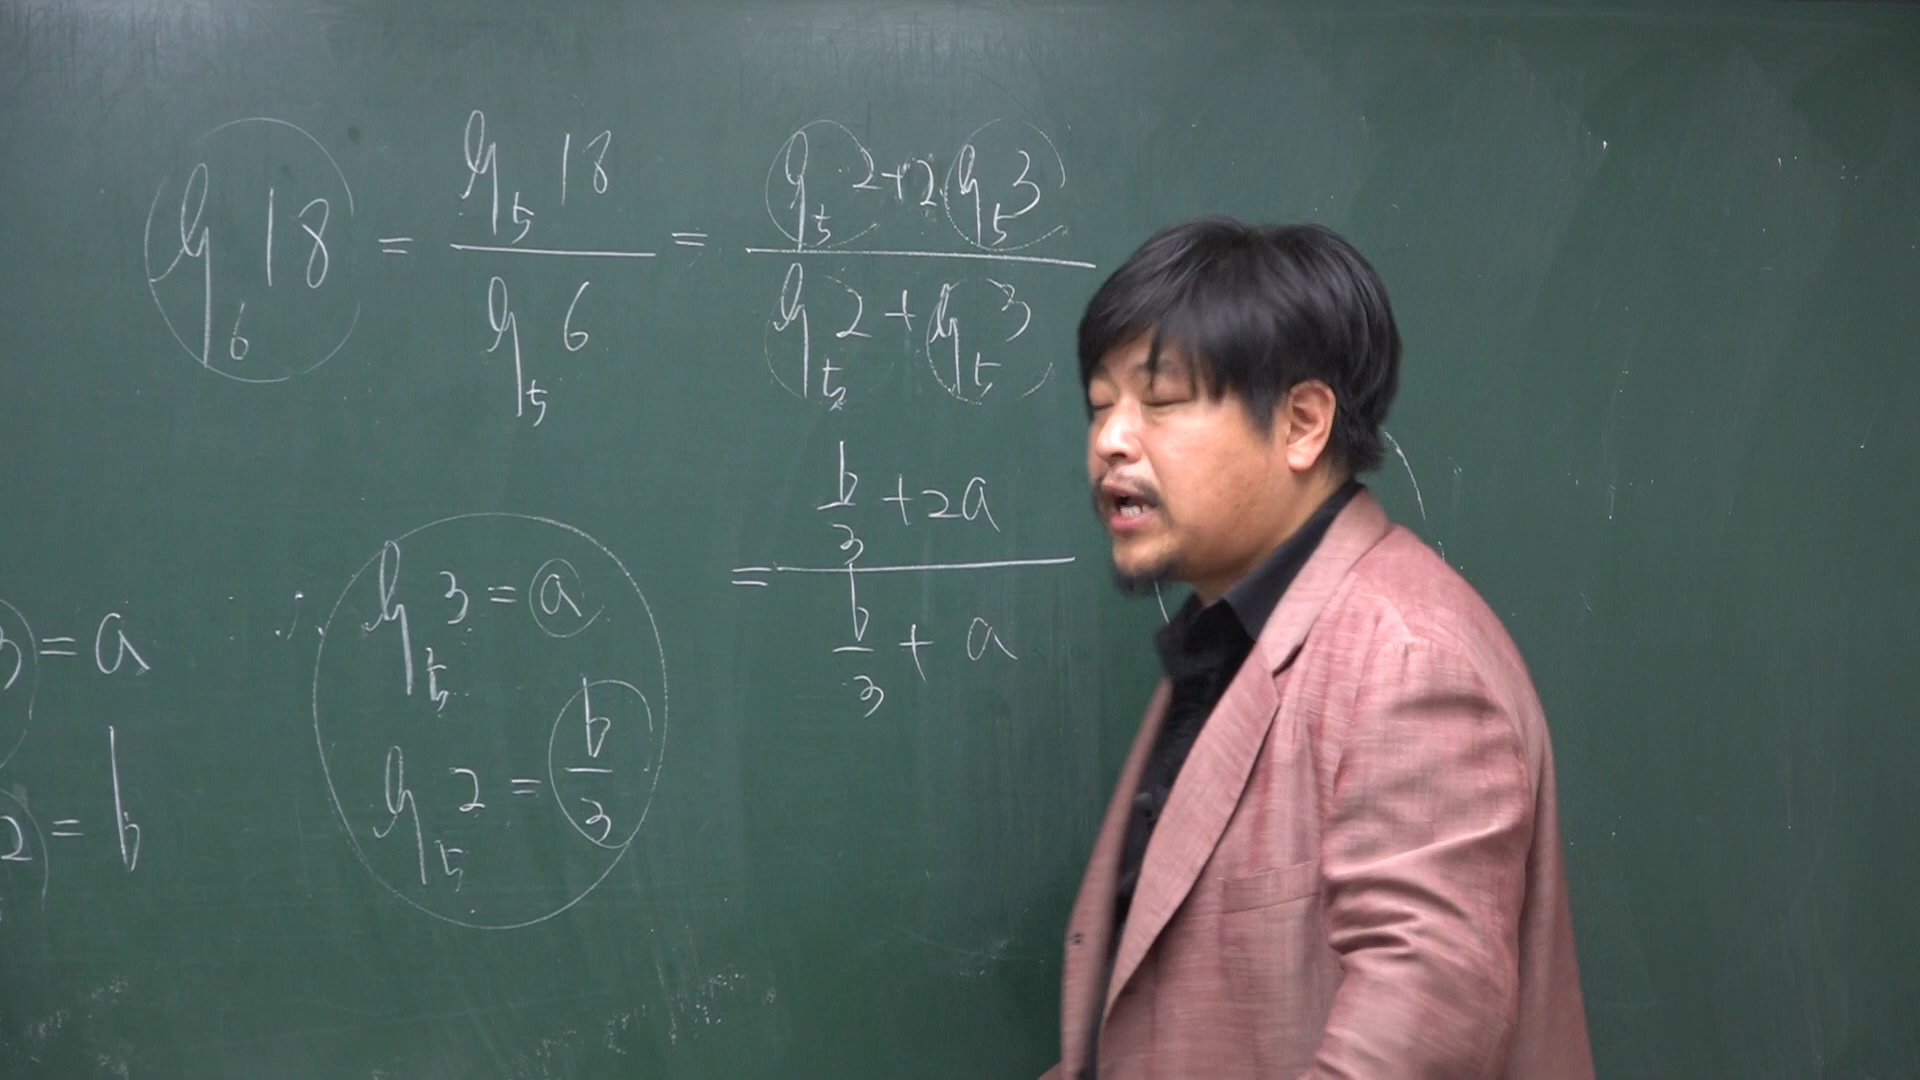 log₆ 18 = log₅ 18 / log₅ 6 = (log₅ 2 + 2 log₅ 3) / (log₅ 2 + log₅ 3)
= (b/3 + 2a) / (b/3 + a)
3 = a ∴ log₅ 3 = a
2 = b log₅ 2 = b/3